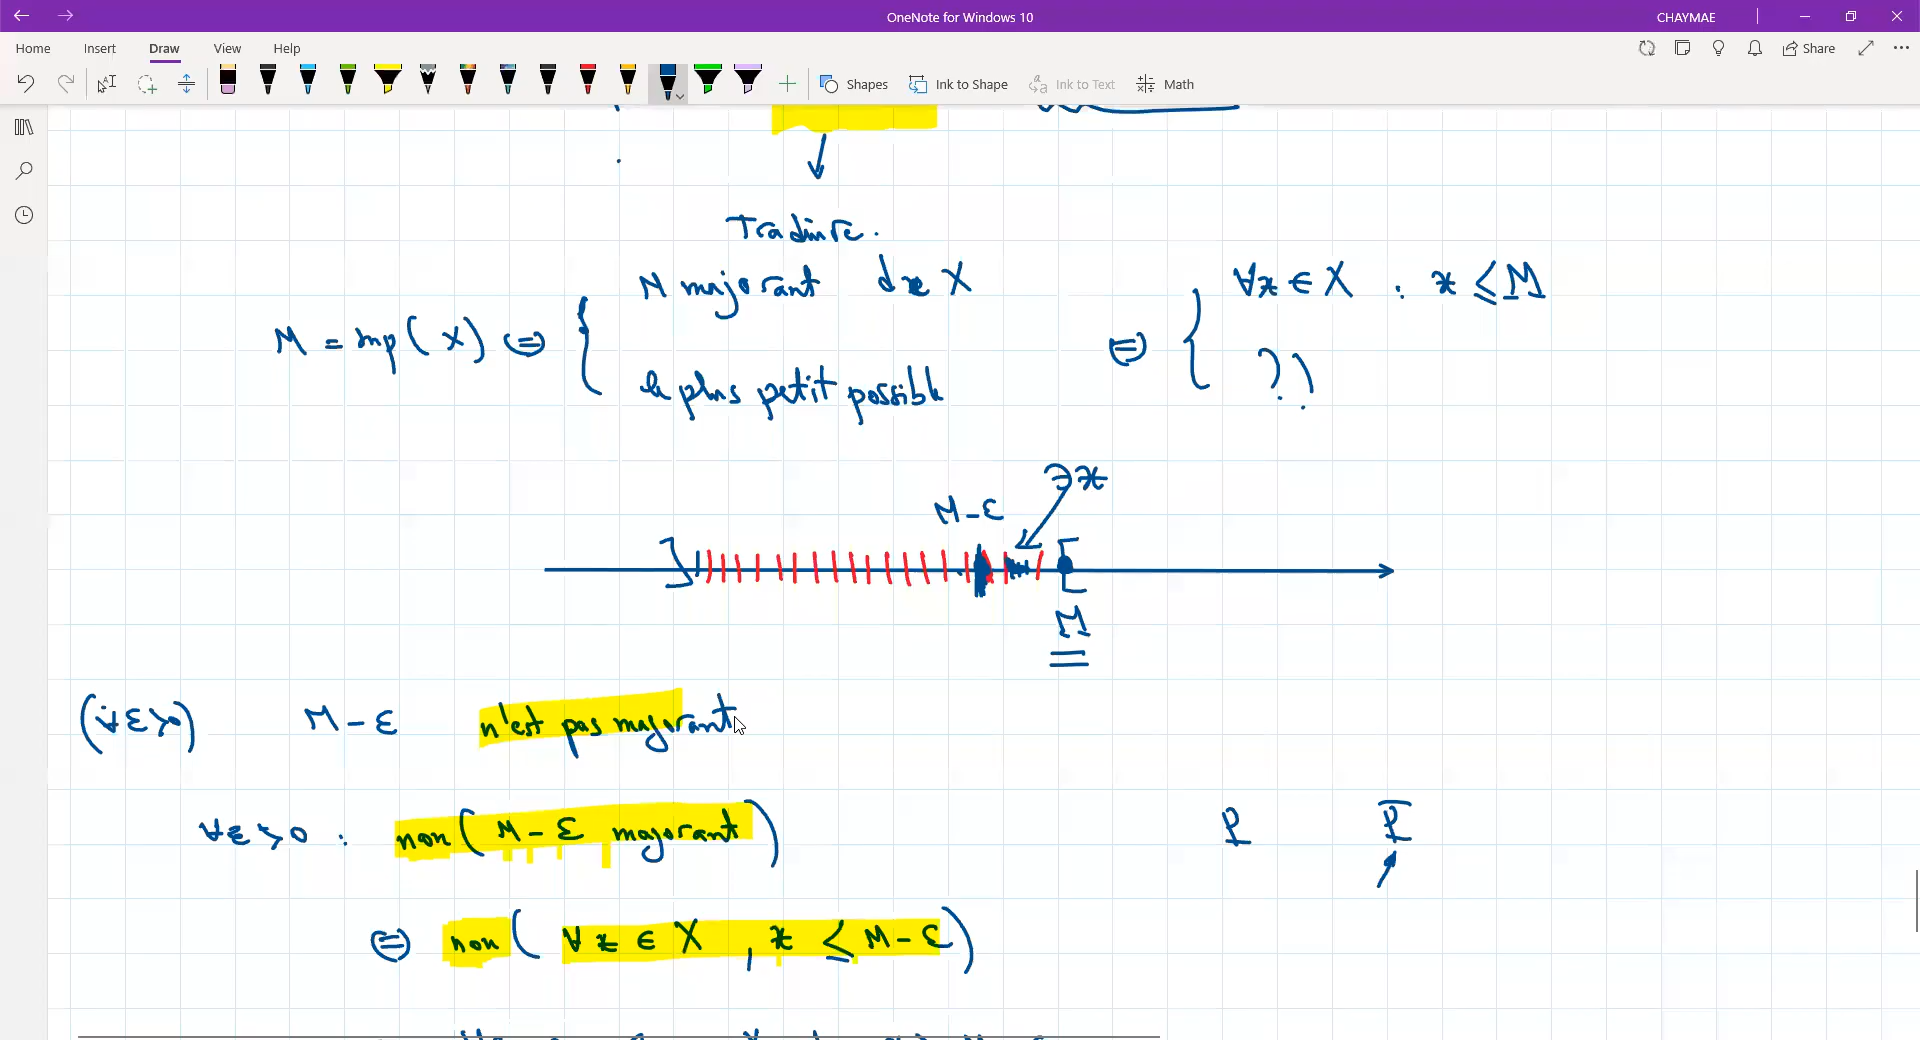 OneNote for Windows 10
CHAYMAE
Home Insert Draw View Help
Share
Shapes Ink to Shape Ink to Text Math
Traduire.
M majorant de X
∀x ∈ X : x ≤ M
M = sup(X) ⇔ {
⇔ {
le plus petit possible
??
∃x
M-ε
M
(∀ε>0) M-ε n'est pas majorant
∀ε>0 : non(M-ε majorant)
P P̅
⇔ non(∀x ∈ X, x ≤ M-ε)